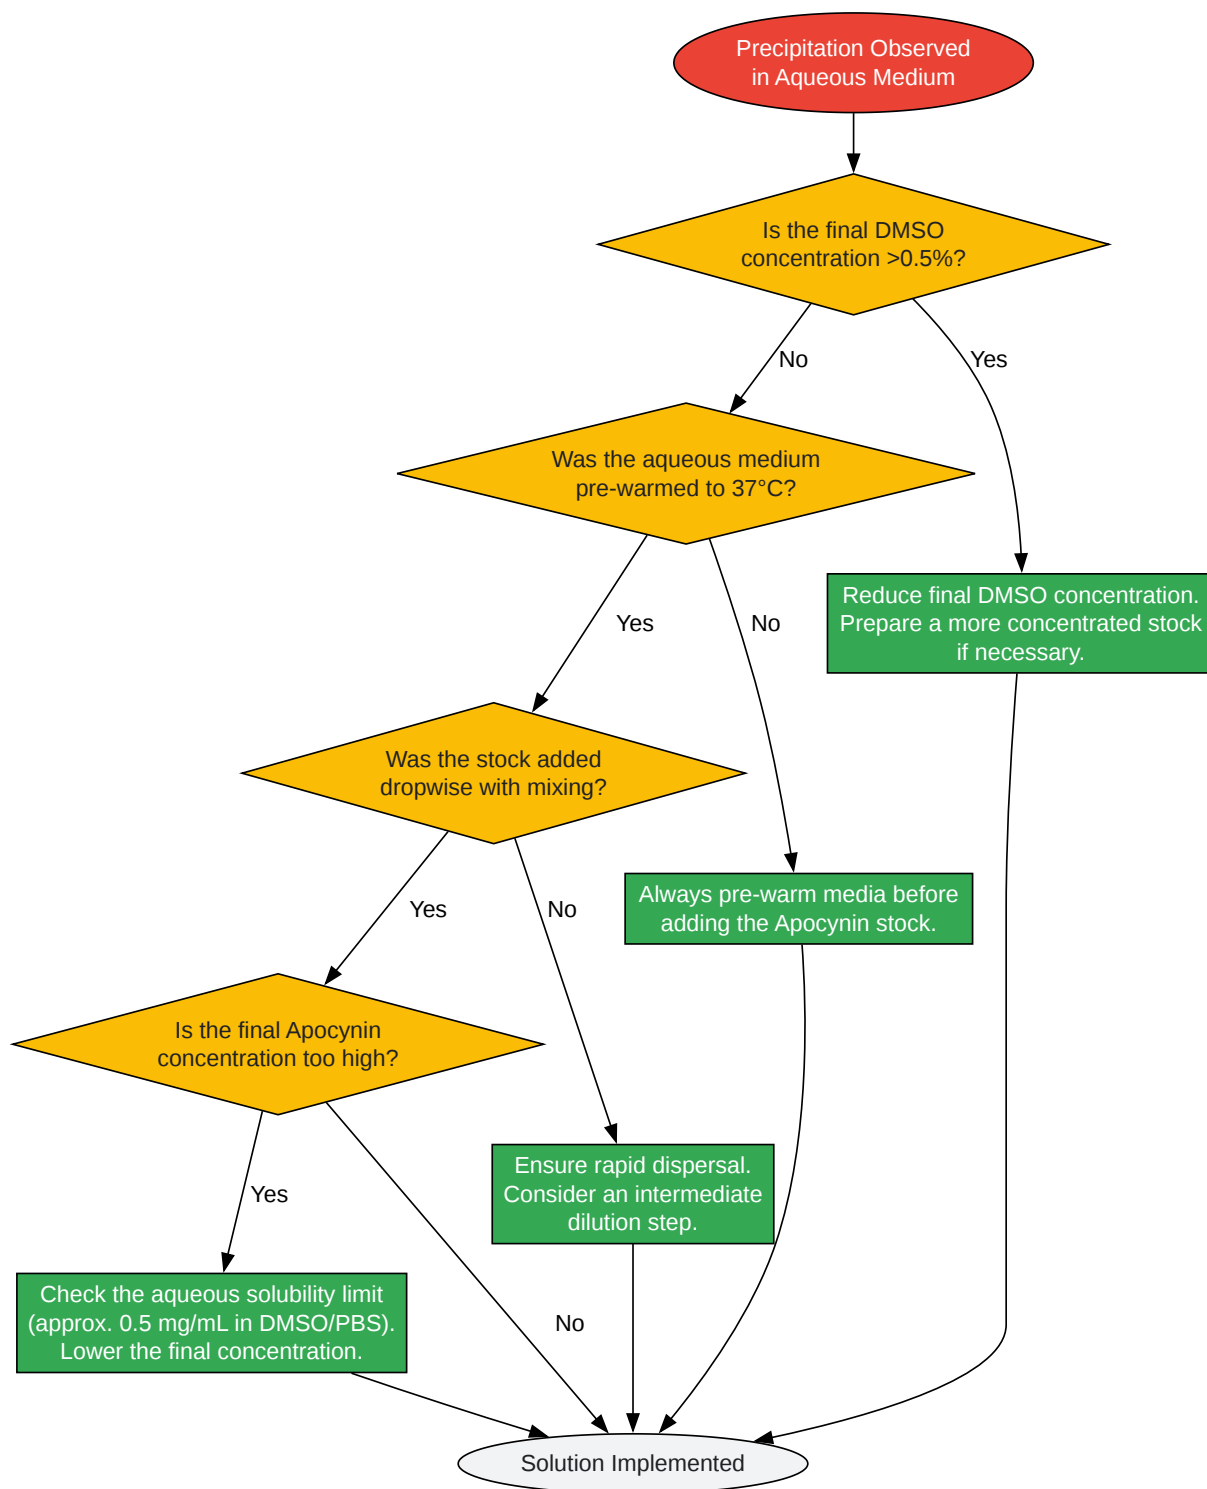 Precipitation Observed
in Aqueous Medium
Is the final DMSO
concentration >0.5%?
No
Yes
Was the aqueous medium
pre-warmed to 37°C?
Reduce final DMSO concentration.
Prepare a more concentrated stock
if necessary.
Yes
No
Was the stock added
dropwise with mixing?
Always pre-warm media before
adding the Apocynin stock.
Yes
No
Is the final Apocynin
concentration too high?
Ensure rapid dispersal.
Consider an intermediate
dilution step.
Yes
Check the aqueous solubility limit
(approx. 0.5 mg/mL in DMSO/PBS).
Lower the final concentration.
No
Solution Implemented